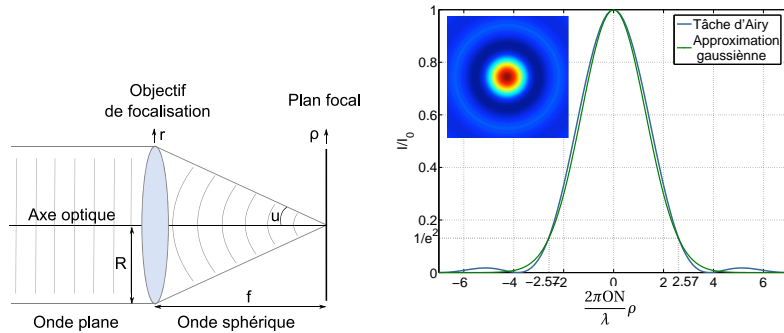 Objectif
de focalisation
r
Plan focal
ρ
Axe optique
u
R
f
Onde plane
Onde sphérique
Tâche d'Airy
Approximation
gaussiènne
I/I0
1
0.8
0.6
0.4
0.2
1/e²
0
−6 −4 −2.57 −2 0 2 2.57 4 6
2πON
λ
ρ